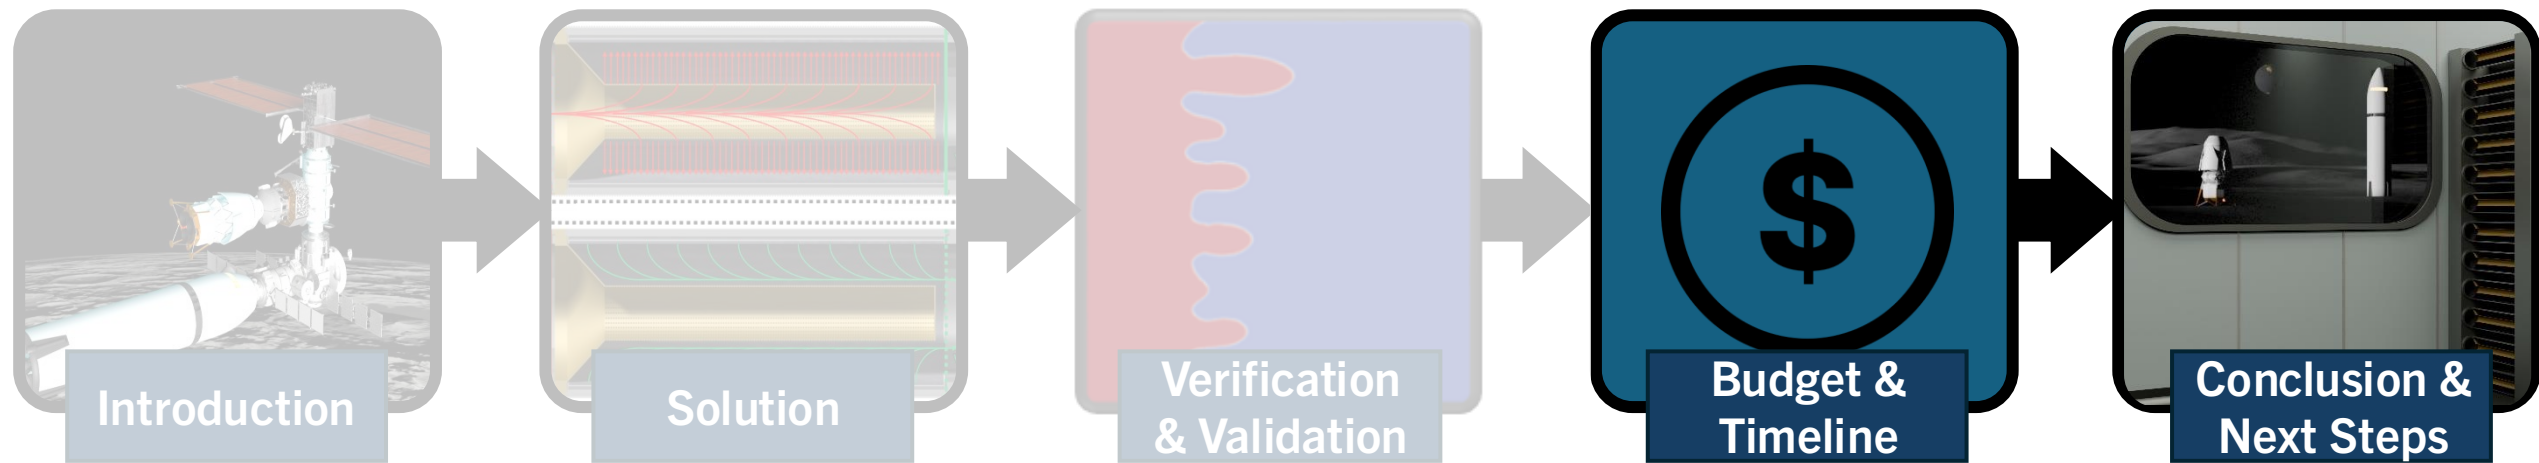 Introduction
Solution
Verification
& Validation
$
Budget &
Timeline
Conclusion &
Next Steps